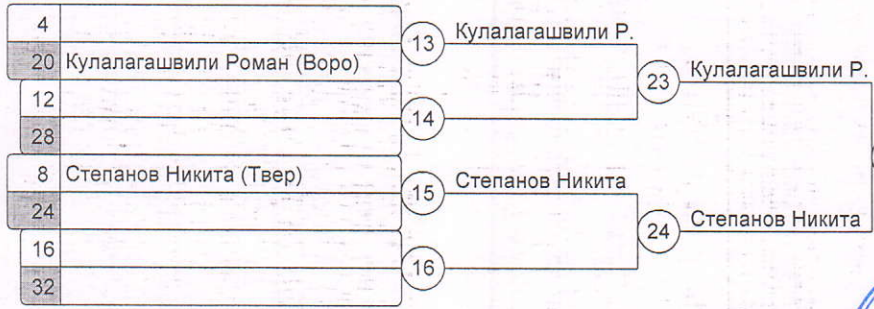 4
13
Кулалагашвили Р.
20 Кулалагашвили Роман (Воро)
23
Кулалагашвили Р.
12
14
28
8 Степанов Никита (Твер)
15
Степанов Никита
24
24
Степанов Никита
16
16
32